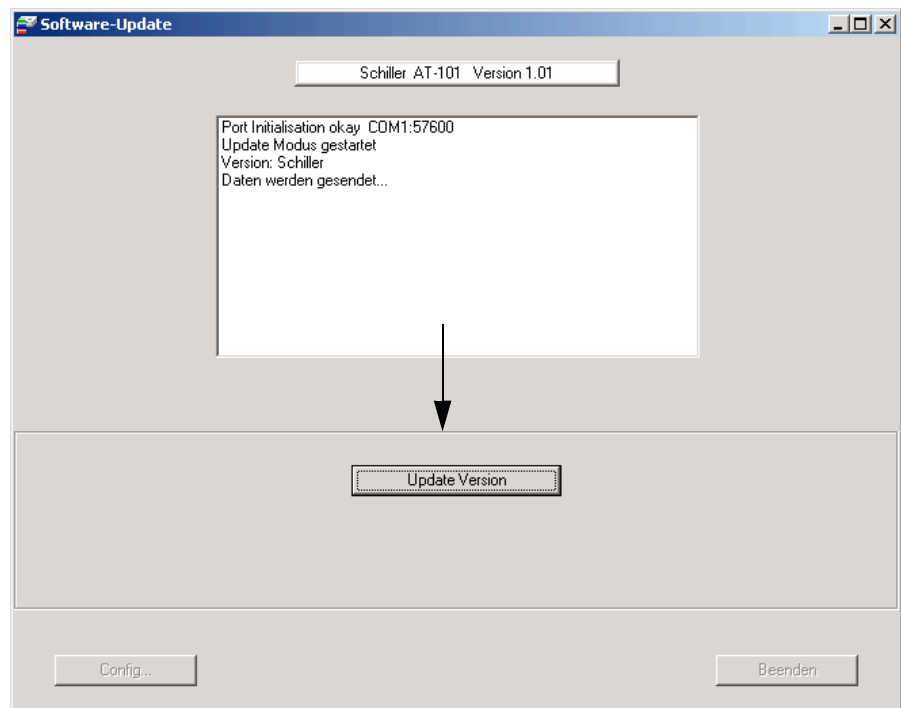 Software-Update
Schiller AT-101 Version 1.01
Port Initialisation okay COM1:57600
Update Modus gestartet
Version: Schiller
Daten werden gesendet...
Update Version
Config...
Beenden